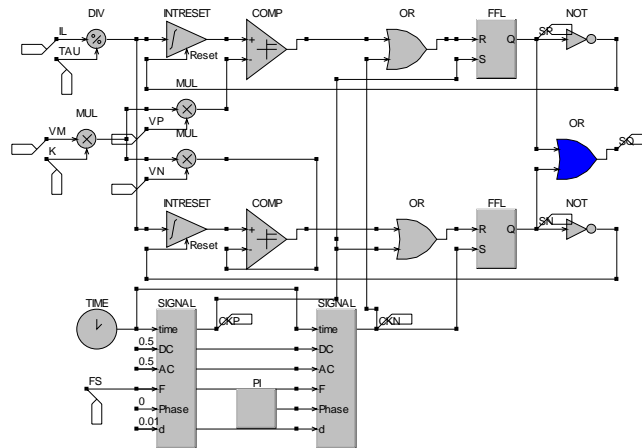 DIV INTRESET COMP OR FFL NOT
IL
TAU
%
Reset
+
-
R Q
S
SP
MUL
MUL
VM
K
VP
MUL
VN
OR
SQ
INTRESET COMP OR FFL NOT
Reset
+
-
R Q
S
SN
TIME SIGNAL SIGNAL
CKP
CKN
time
DC
AC
F
Phase
d
0.5
0.5
FS
0
0.01
PI
time
DC
AC
F
Phase
d